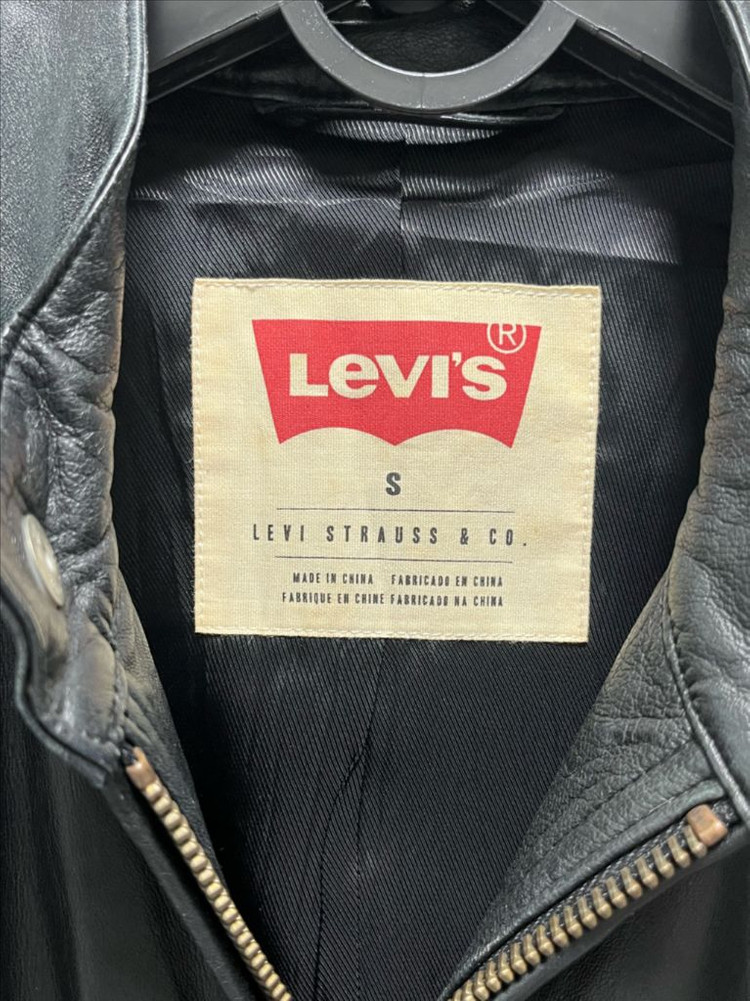 LEVI'S ®
S
LEVI STRAUSS & CO.
MADE IN CHINA FABRICADO EN CHINA
FABRIQUE EN CHINE FABRICADO NA CHINA